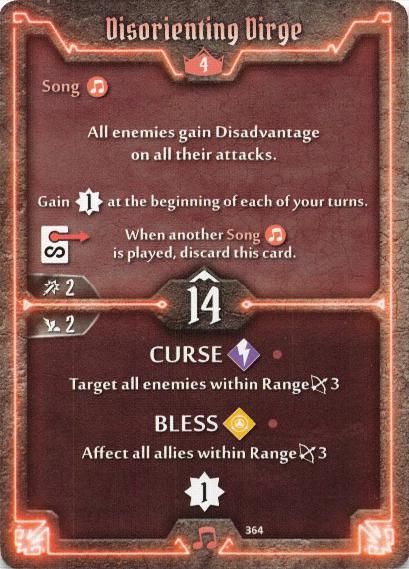 Disorienting Dirge
4
Song
All enemies gain Disadvantage
on all their attacks.
Gain 1 at the beginning of each of your turns.
S
When another Song
is played, discard this card.
2
14
2
CURSE
Target all enemies within Range 3
BLESS
Affect all allies within Range 3
1
364